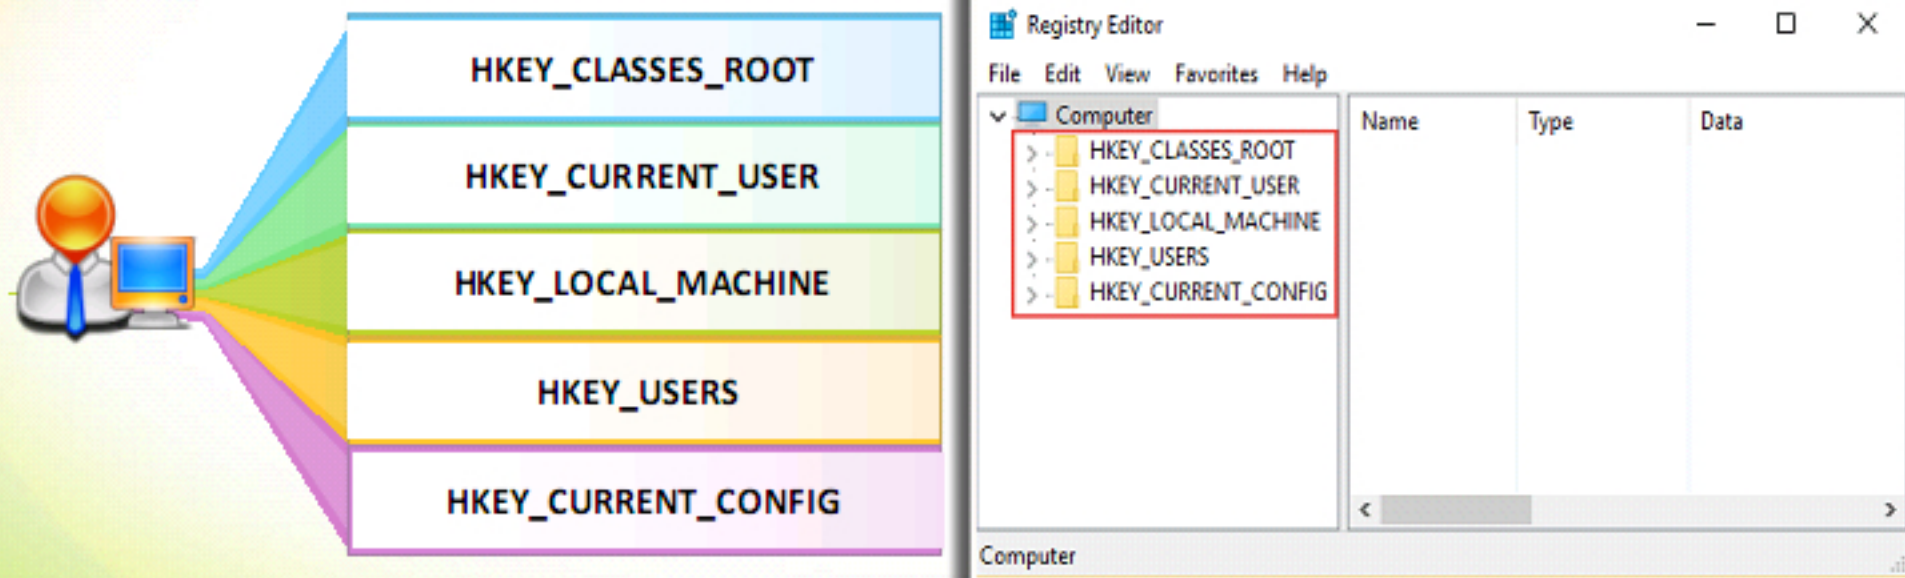 HKEY_CLASSES_ROOT
HKEY_CURRENT_USER
HKEY_LOCAL_MACHINE
HKEY_USERS
HKEY_CURRENT_CONFIG
Registry Editor
File Edit View Favorites Help
Computer
HKEY_CLASSES_ROOT
HKEY_CURRENT_USER
HKEY_LOCAL_MACHINE
HKEY_USERS
HKEY_CURRENT_CONFIG
Name Type Data
Computer